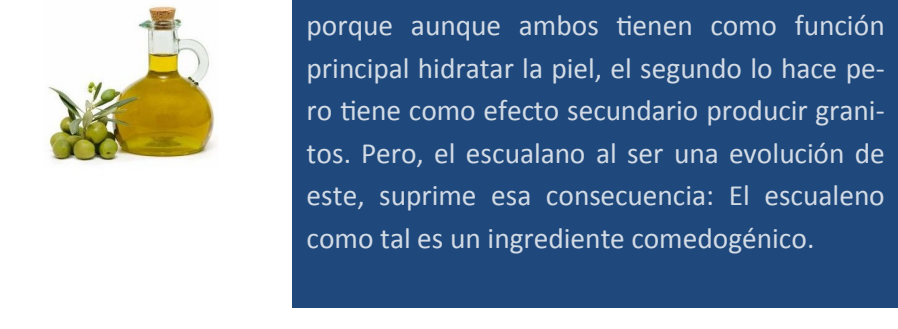 porque aunque ambos tienen como función
principal hidratar la piel, el segundo lo hace pe-
ro tiene como efecto secundario producir grani-
tos. Pero, el escualano al ser una evolución de
este, suprime esa consecuencia: El escualeno
como tal es un ingrediente comedogénico.